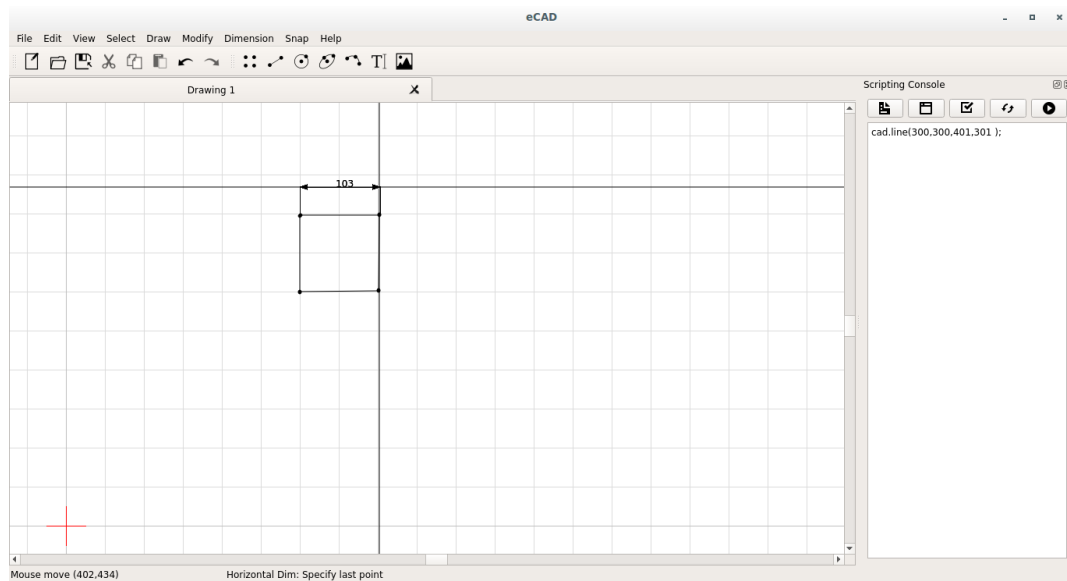 eCAD
File Edit View Select Draw Modify Dimension Snap Help
TI
Drawing 1
Scripting Console
cad.line(300,300,401,301 );
103
Mouse move (402,434)
Horizontal Dim: Specify last point